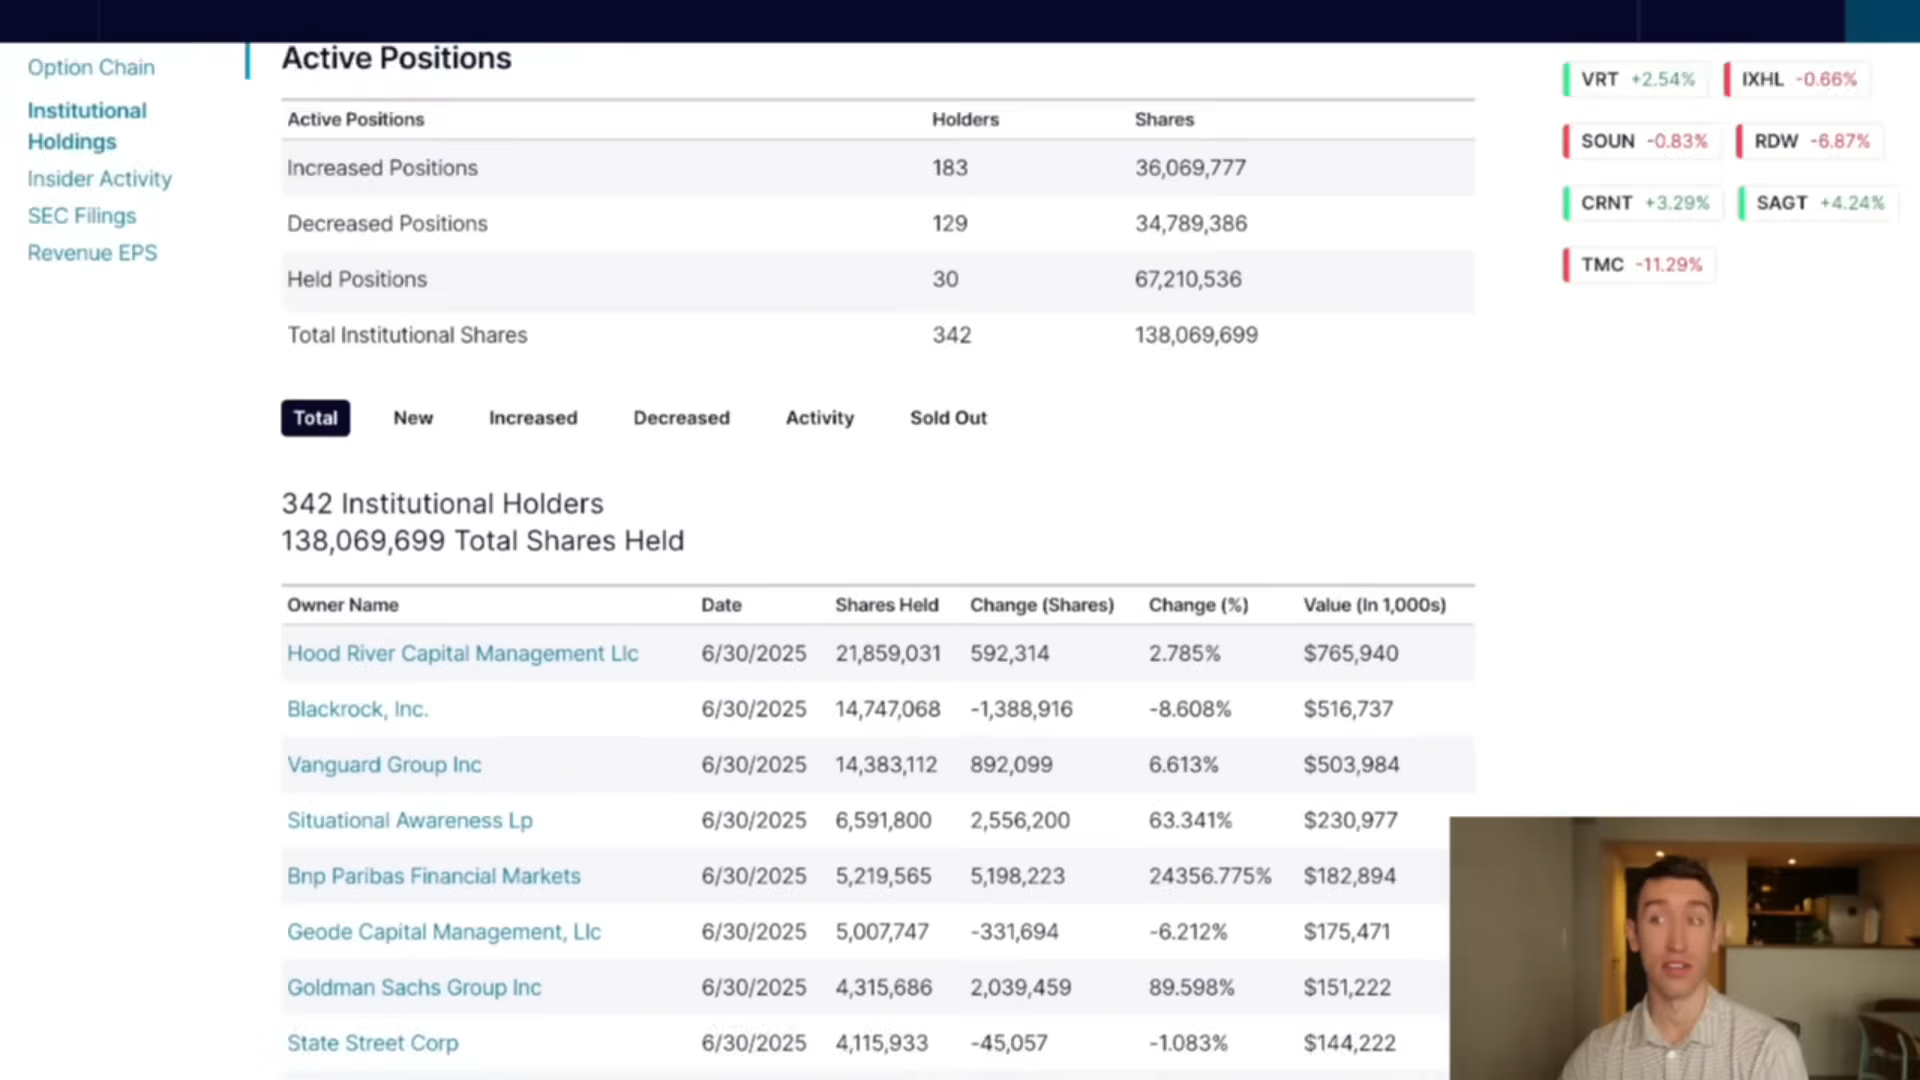 Option Chain
Institutional
Holdings
Insider Activity
SEC Filings
Revenue EPS
Active Positions
Active Positions Holders Shares
Increased Positions 183 36,069,777
Decreased Positions 129 34,789,386
Held Positions 30 67,210,536
Total Institutional Shares 342 138,069,699
Total New Increased Decreased Activity Sold Out
342 Institutional Holders
138,069,699 Total Shares Held
Owner Name Date Shares Held Change (Shares) Change (%) Value (In 1,000s)
Hood River Capital Management Llc 6/30/2025 21,859,031 592,314 2.785% $765,940
Blackrock, Inc. 6/30/2025 14,747,068 -1,388,916 -8.608% $516,737
Vanguard Group Inc 6/30/2025 14,383,112 892,099 6.613% $503,984
Situational Awareness Lp 6/30/2025 6,591,800 2,556,200 63.341% $230,977
Bnp Paribas Financial Markets 6/30/2025 5,219,565 5,198,223 24356.775% $182,894
Geode Capital Management, Llc 6/30/2025 5,007,747 -331,694 -6.212% $175,471
Goldman Sachs Group Inc 6/30/2025 4,315,686 2,039,459 89.598% $151,222
State Street Corp 6/30/2025 4,115,933 -45,057 -1.083% $144,222
VRT +2.54% IXHL -0.66%
SOUN -0.83% RDW -6.87%
CRNT +3.29% SAGT +4.24%
TMC -11.29%